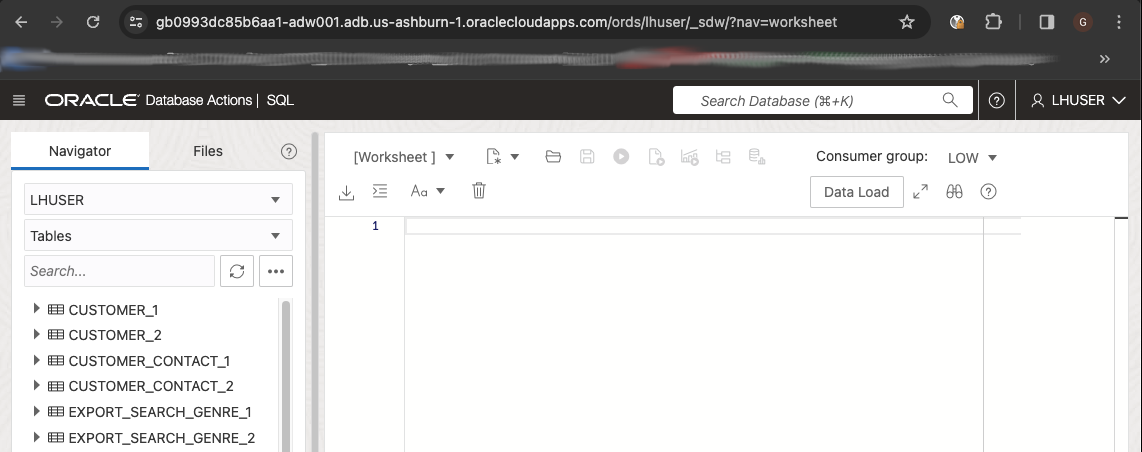 gb0993dc85b6aa1-adw001.adb.us-ashburn-1.oraclecloudapps.com/ords/lhuser/_sdw/?nav=worksheet
G
»
ORACLE Database Actions | SQL
Search Database (⌘+K)
?
LHUSER
Navigator
Files
?
LHUSER
Tables
Search...
CUSTOMER_1
CUSTOMER_2
CUSTOMER_CONTACT_1
CUSTOMER_CONTACT_2
EXPORT_SEARCH_GENRE_1
EXPORT_SEARCH_GENRE_2
[Worksheet ]
Consumer group: LOW
Aa
Data Load
?
1